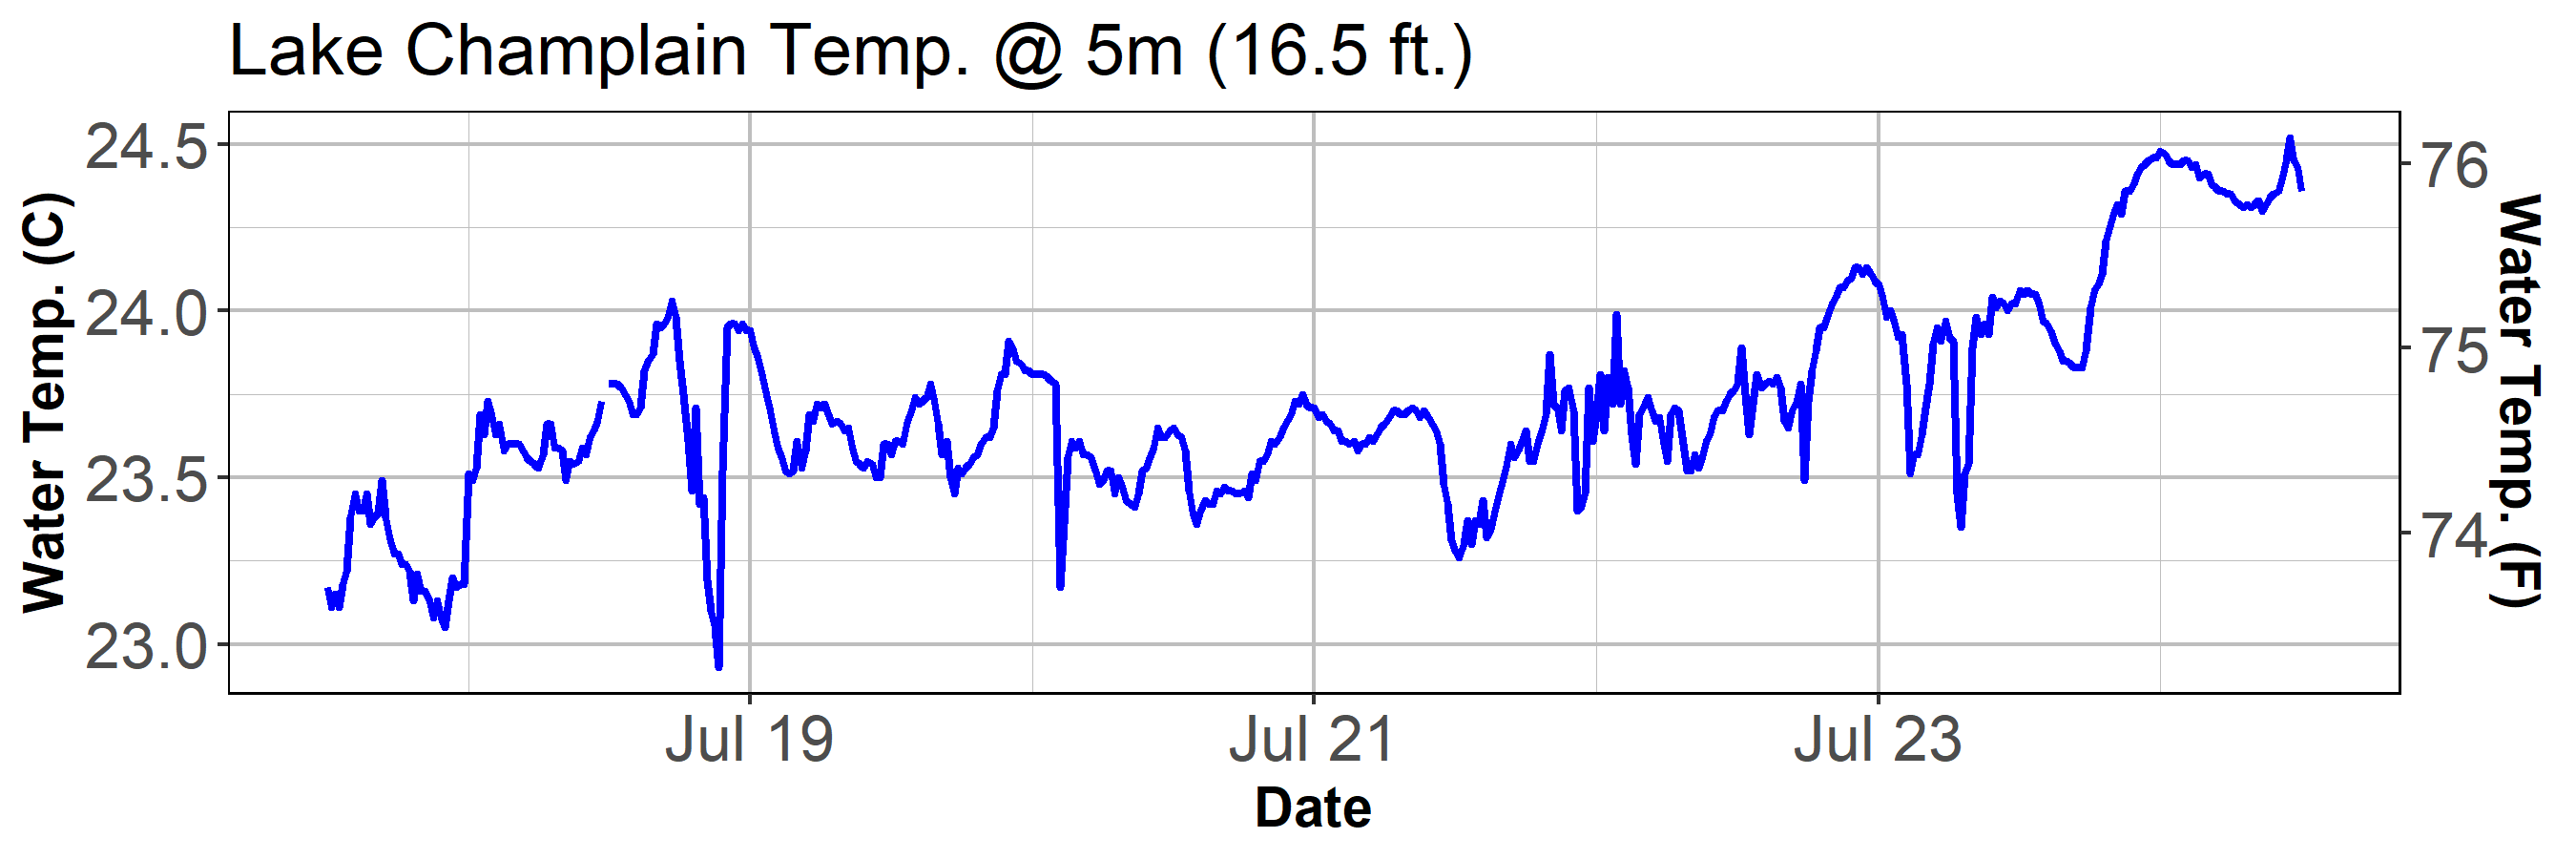 Lake Champlain Temp. @ 5m (16.5 ft.)
24.5
24.0
23.5
23.0
Water Temp. (C)
76
75
74
Water Temp. (F)
Jul 19 Jul 21 Jul 23
Date